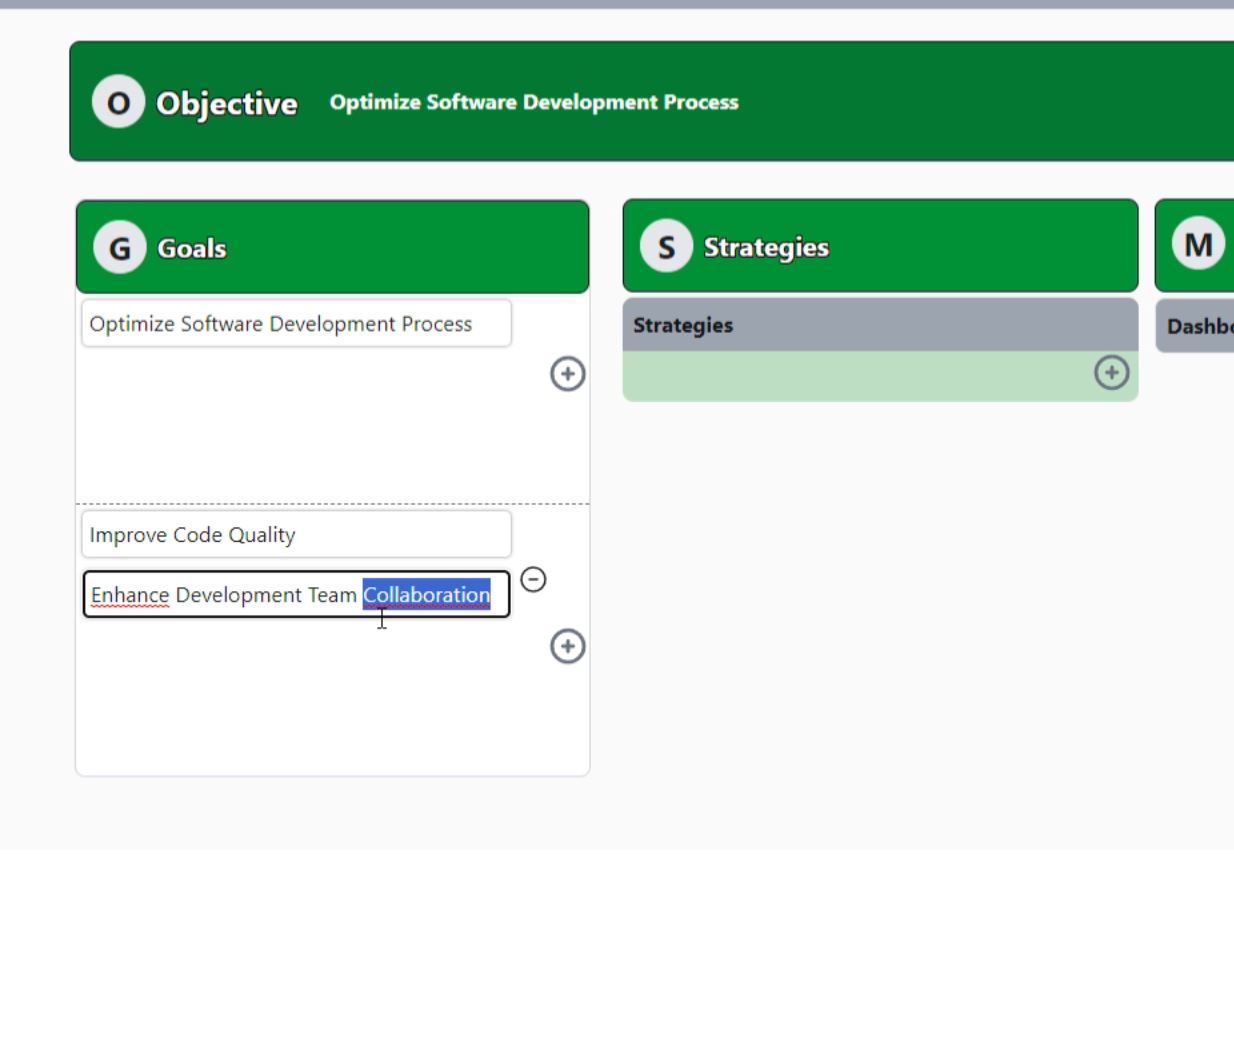 O Objective Optimize Software Development Process
G Goals
Optimize Software Development Process
Improve Code Quality
Enhance Development Team Collaboration
S Strategies
Strategies
M